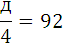 д/4 = 92